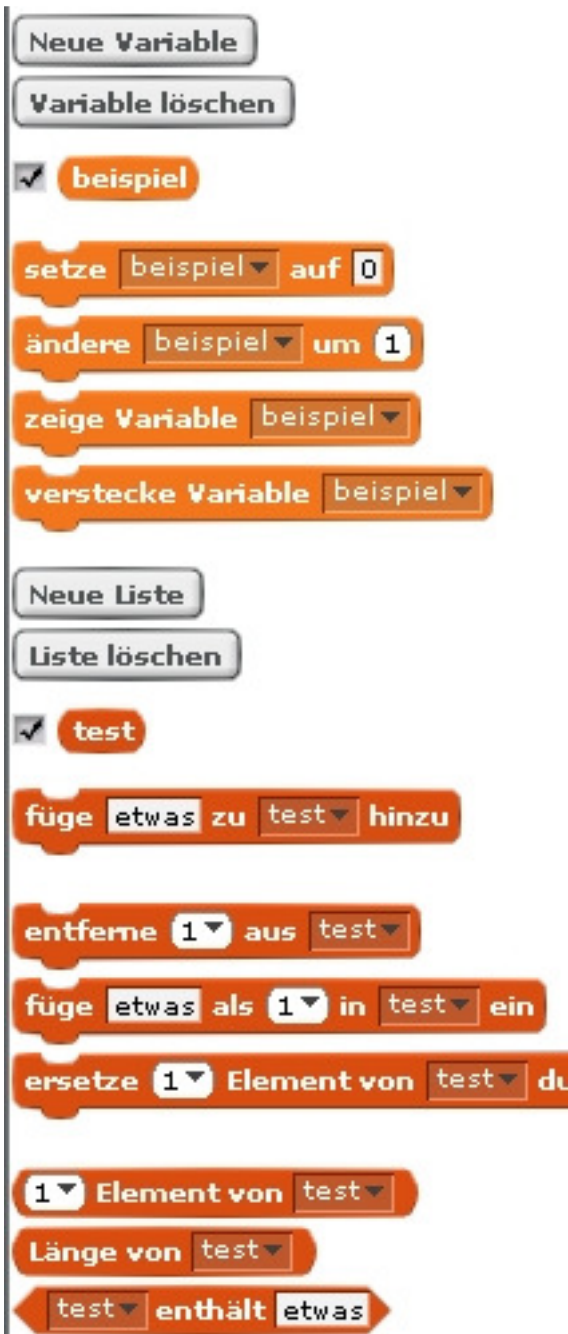 Neue Variable
Variable löschen
beispiel
setze beispiel auf 0
ändere beispiel um 1
zeige Variable beispiel
verstecke Variable beispiel
Neue Liste
Liste löschen
test
füge etwas zu test hinzu
entferne 1 aus test
füge etwas als 1 in test ein
ersetze 1 Element von test du
1 Element von test
Länge von test
test enthält etwas